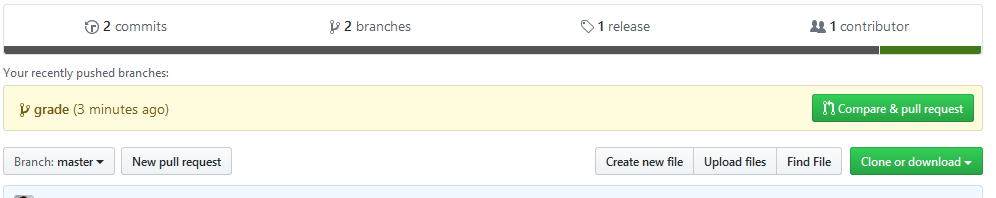 2 commits 2 branches 1 release 1 contributor
Your recently pushed branches:
grade (3 minutes ago) Compare & pull request
Branch: master New pull request Create new file Upload files Find File Clone or download